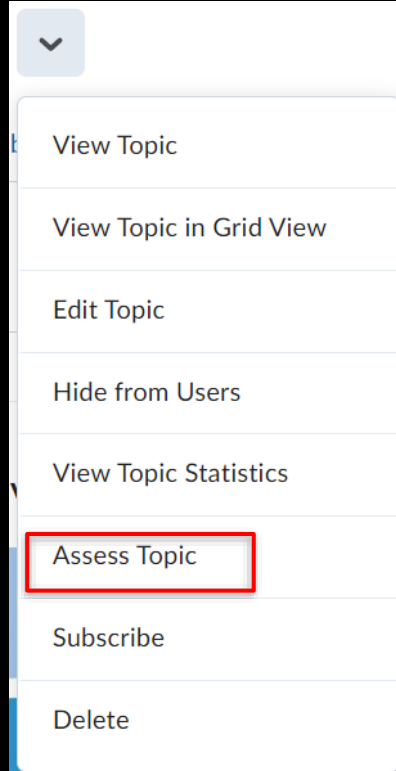 View Topic
View Topic in Grid View
Edit Topic
Hide from Users
View Topic Statistics
Assess Topic
Subscribe
Delete